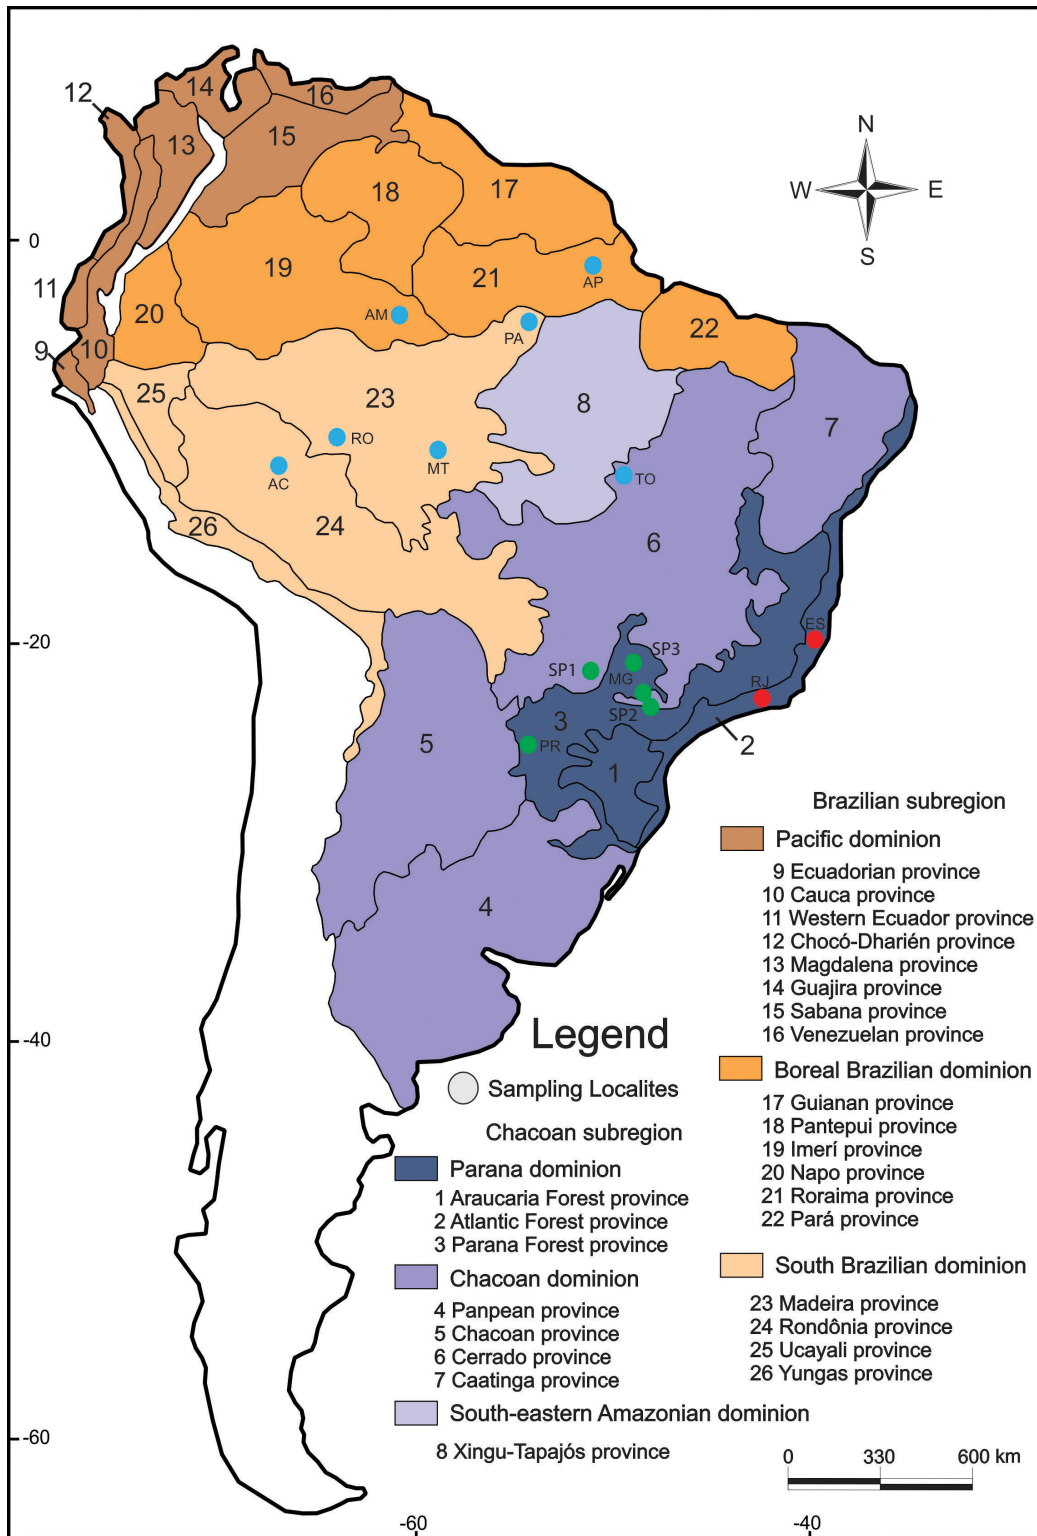 14
16
12
13
15
N
W
E
S
18
17
0
19
21
AP
11
20
AM
PA
22
9
10
25
23
8
7
RO
MT
AC
TO
26
24
6
-20
ES
SP3
SP1
MG
RJ
SP2
3
PR
2
5
1
4
-40
-60
Legend
Sampling Localites
Chacoan subregion
Parana dominion
1 Araucaria Forest province
2 Atlantic Forest province
3 Parana Forest province
Chacoan dominion
4 Panpean province
5 Chacoan province
6 Cerrado province
7 Caatinga province
South-eastern Amazonian dominion
8 Xingu-Tapajós province
Brazilian subregion
Pacific dominion
9 Ecuadorian province
10 Cauca province
11 Western Ecuador province
12 Chocó-Dharién province
13 Magdalena province
14 Guajira province
15 Sabana province
16 Venezuelan province
Boreal Brazilian dominion
17 Guianan province
18 Pantepui province
19 Imerí province
20 Napo province
21 Roraima province
22 Pará province
South Brazilian dominion
23 Madeira province
24 Rondônia province
25 Ucayali province
26 Yungas province
0 330 600 km
-60 -40